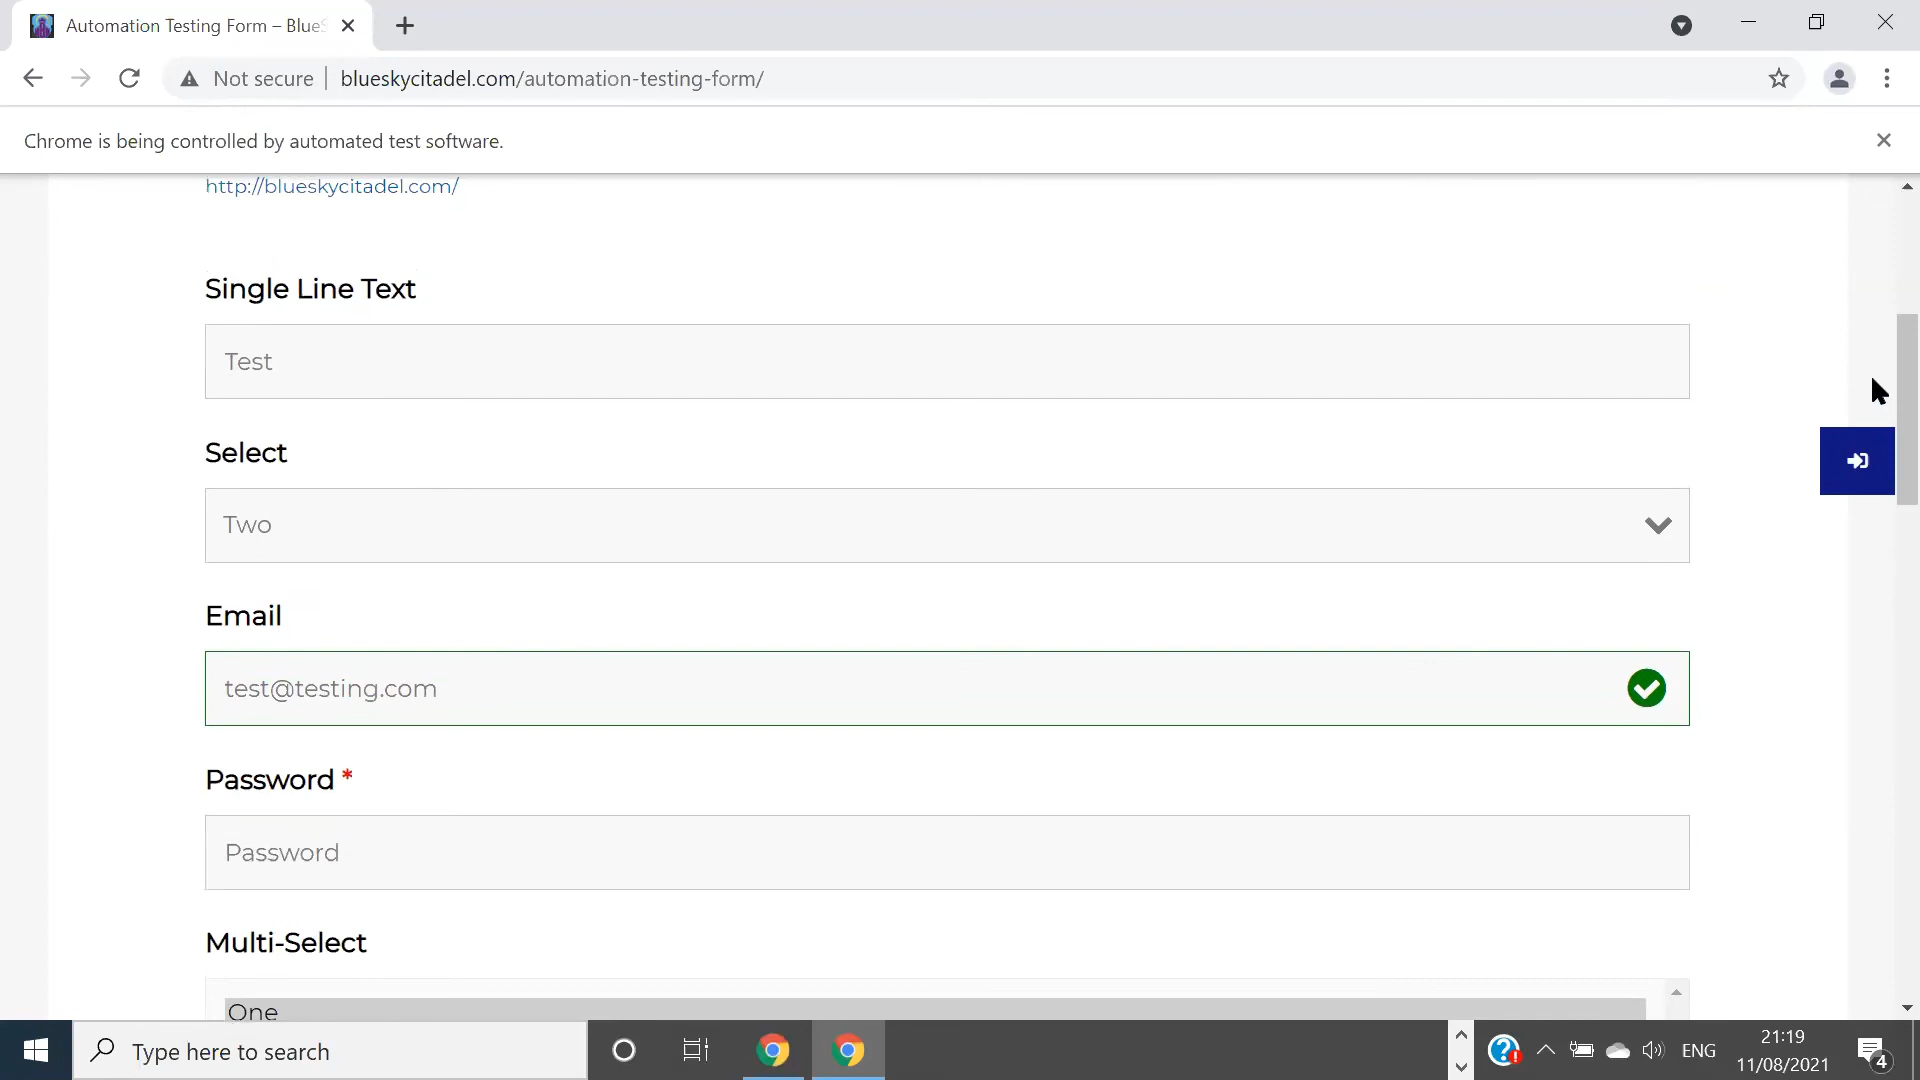 Automation Testing Form – Blue
Not secure
blueskycitadel.com/automation-testing-form/
Chrome is being controlled by automated test software.
http://blueskycitadel.com/
Single Line Text
Test
Select
Two
Email
test@testing.com
Password *
Password
Multi-Select
One
Type here to search
ENG
21:19
11/08/2021
4